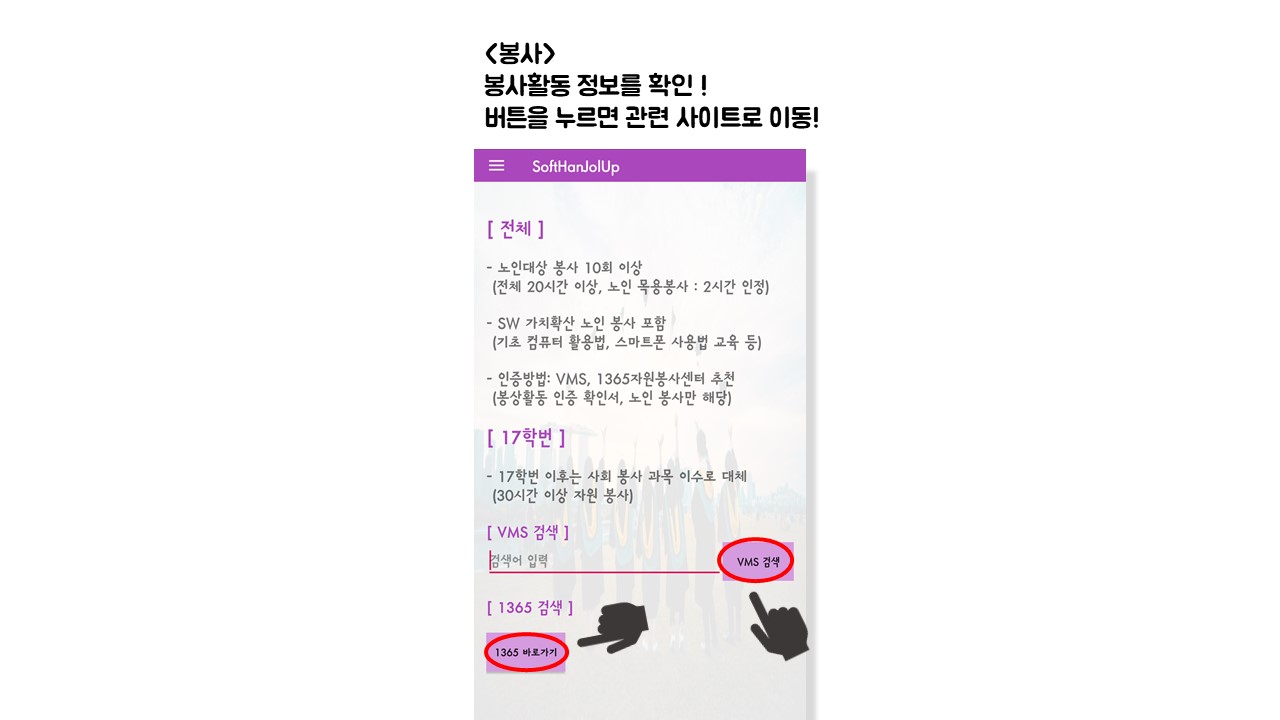 <봉사>
봉사활동 정보를 확인 !
버튼을 누르면 관련 사이트로 이동!
SoftHanJolUp
[ 전체 ]
- 노인대상 봉사 10회 이상
(전체 20시간 이상, 노인 목용봉사 : 2시간 인정)
- SW 가치확산 노인 봉사 포함
(기초 컴퓨터 활용법, 스마트폰 사용법 교육 등)
- 인증방법: VMS, 1365자원봉사센터 추천
(봉상활동 인증 확인서, 노인 봉사만 해당)
[ 17학번 ]
- 17학번 이후는 사회 봉사 과목 이수로 대체
(30시간 이상 자원 봉사)
[ VMS 검색 ]
검색어 입력
VMS 검색
[ 1365 검색 ]
1365 바로가기